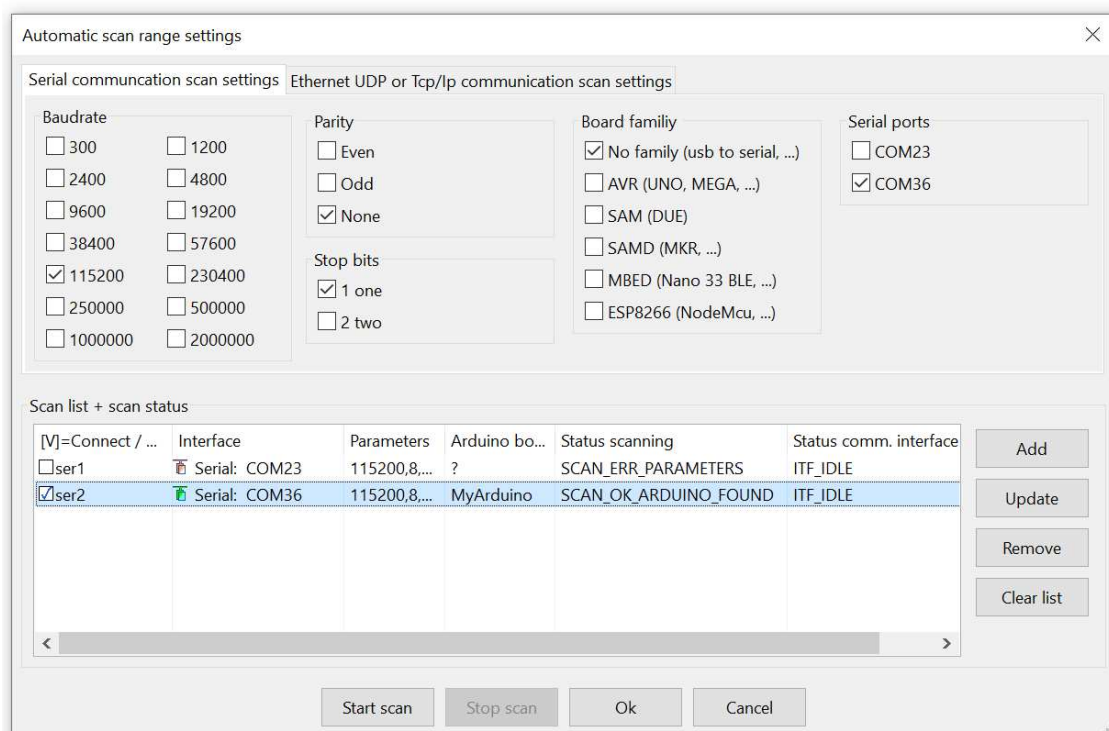 Automatic scan range settings
Serial communcation scan settings Ethernet UDP or Tcp/Ip communication scan settings
Baudrate
300 1200
2400 4800
9600 19200
38400 57600
115200 230400
250000 500000
1000000 2000000
Parity
Even
Odd
None
Stop bits
1 one
2 two
Board familiy
No family (usb to serial, ...)
AVR (UNO, MEGA, ...)
SAM (DUE)
SAMD (MKR, ...)
MBED (Nano 33 BLE, ...)
ESP8266 (NodeMcu, ...)
Serial ports
COM23
COM36
Scan list + scan status
[V]=Connect / ... Interface Parameters Arduino bo... Status scanning Status comm. interface
ser1 Serial: COM23 115200,8,... ? SCAN_ERR_PARAMETERS ITF_IDLE
ser2 Serial: COM36 115200,8,... MyArduino SCAN_OK_ARDUINO_FOUND ITF_IDLE
Add
Update
Remove
Clear list
Start scan Stop scan Ok Cancel